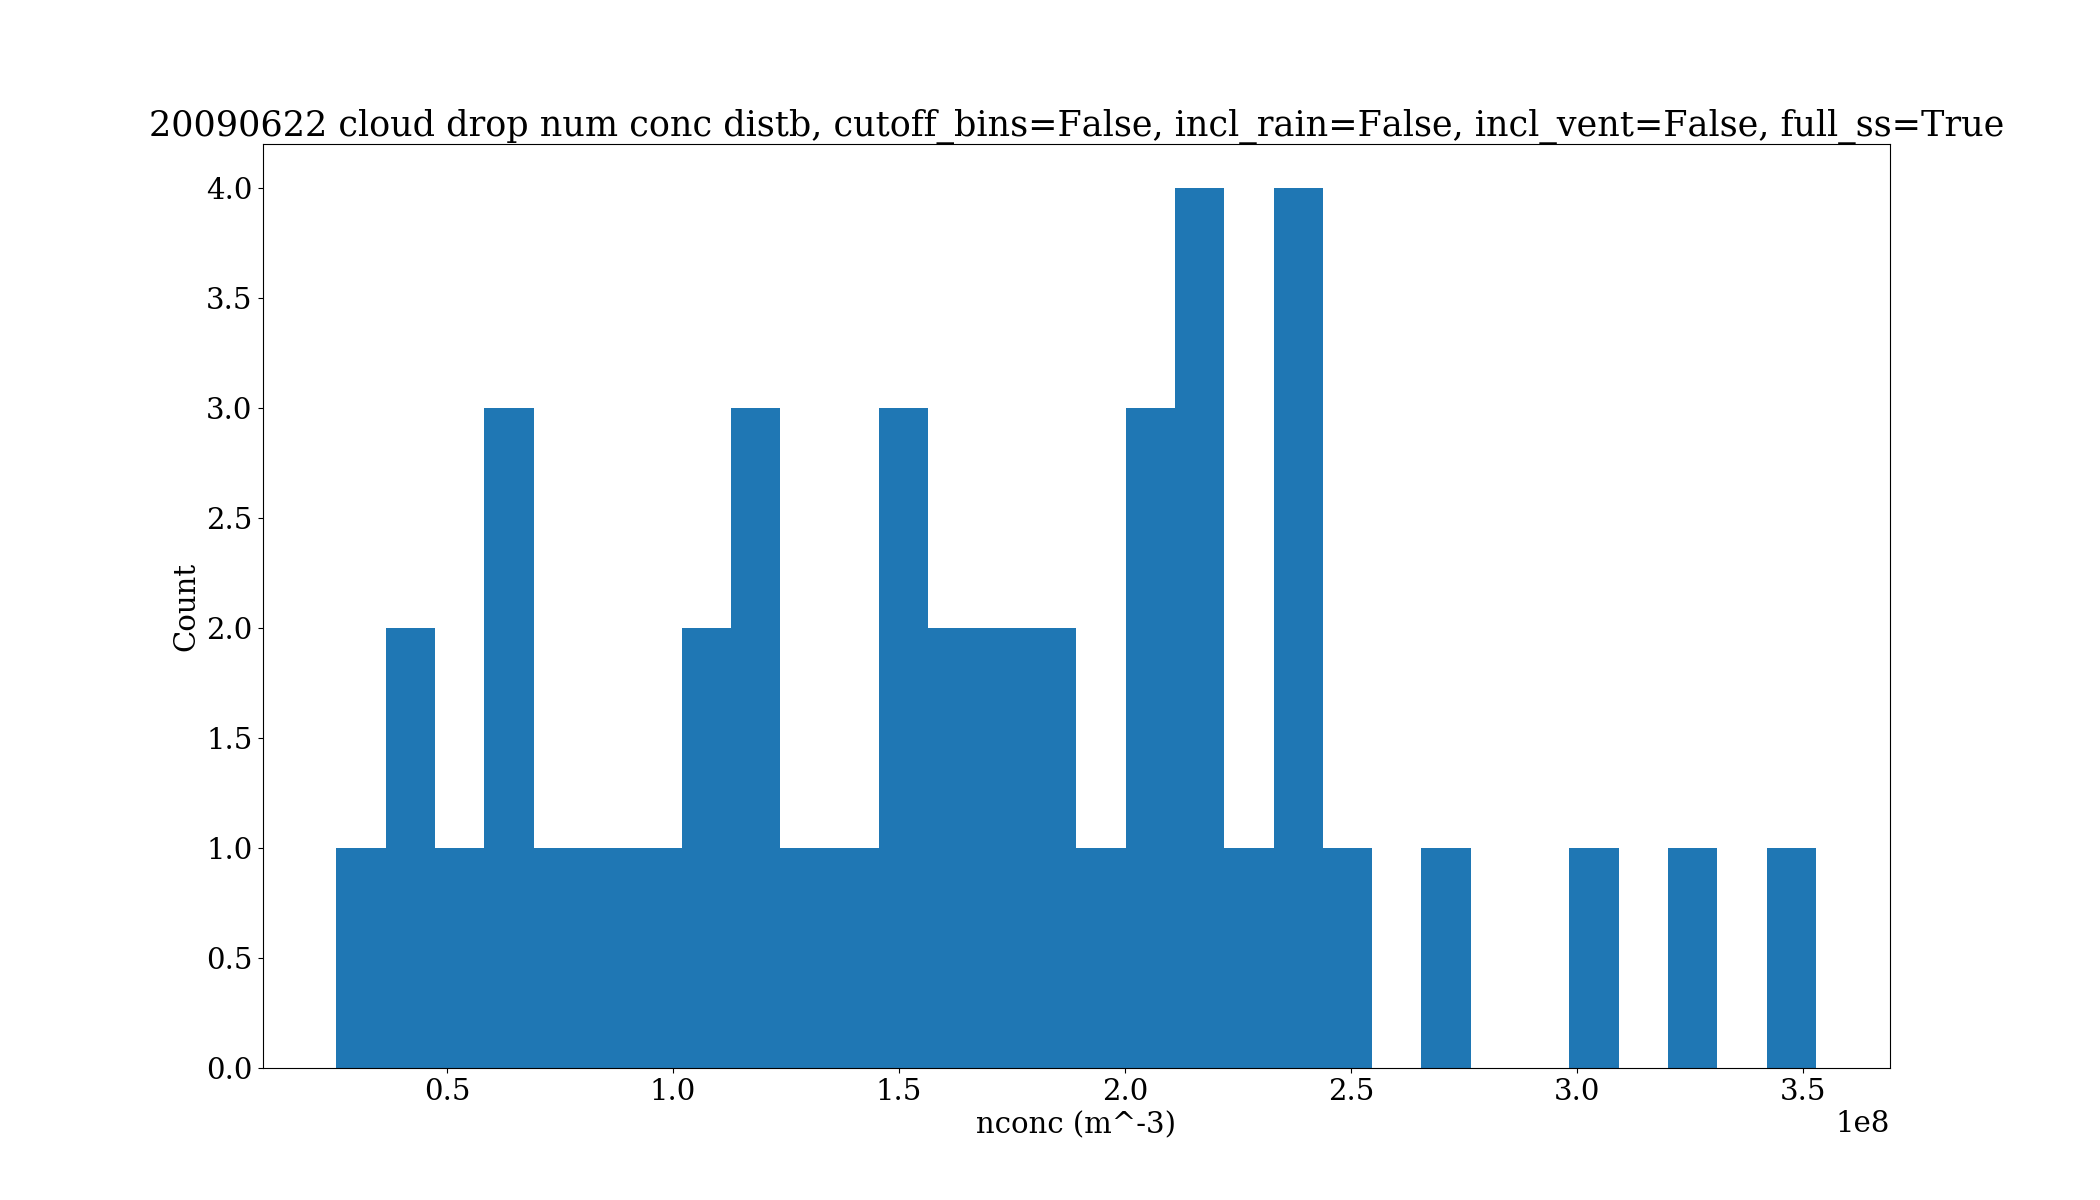 20090622 cloud drop num conc distb, cutoff_bins=False, incl_rain=False, incl_vent=False, full_ss=True
4.0
3.5
3.0
2.5
2.0
1.5
1.0
0.5
0.0
Count
0.5 1.0 1.5 2.0 2.5 3.0 3.5
nconc (m^-3)
1e8